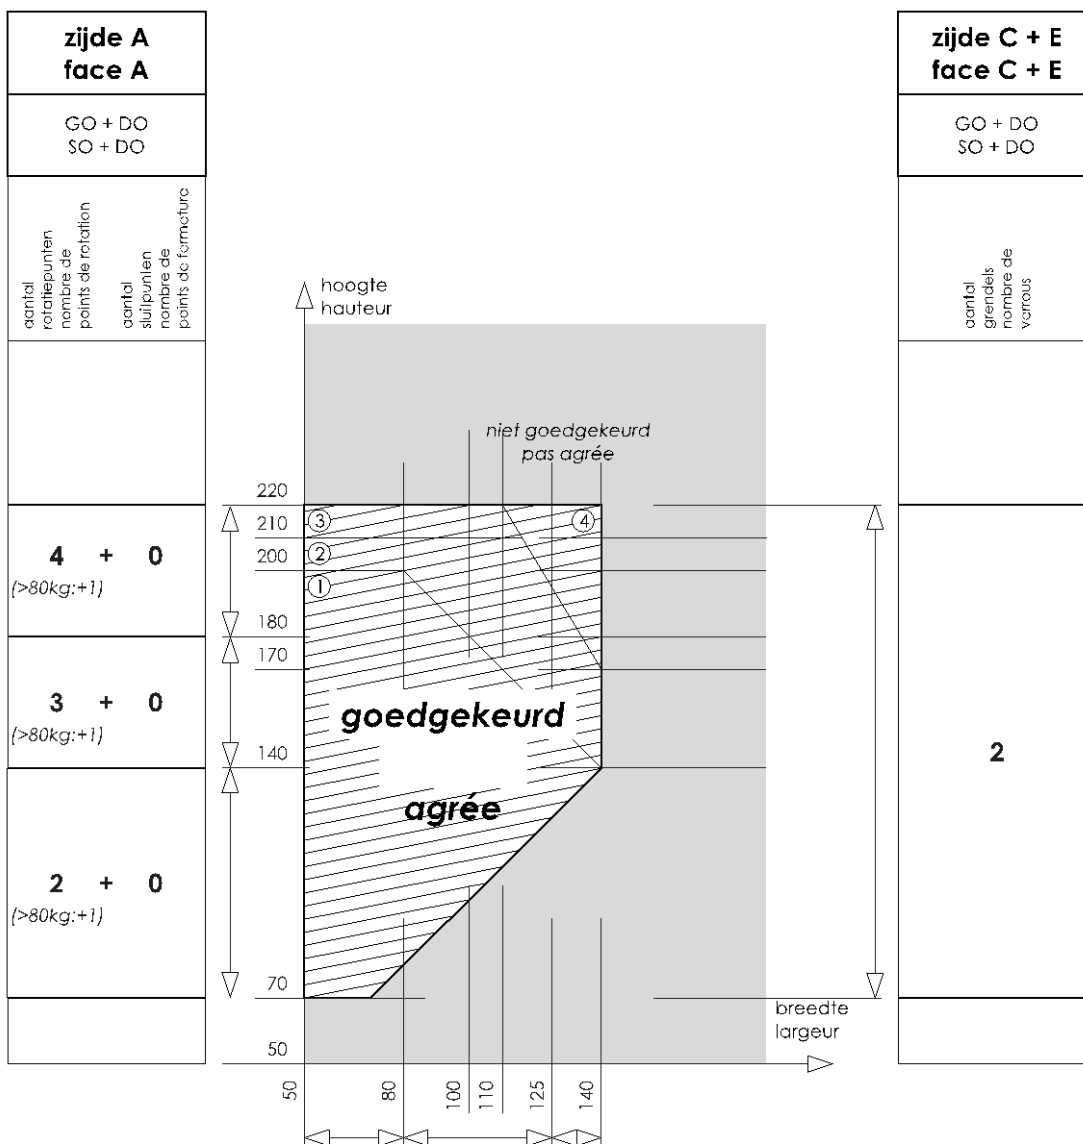 zijde A
face A
GO + DO
SO + DO
aantal
rotatiepunten
nombre de
points de rotation
aantal
sluitpunten
nombre de
points de fermeture
4 + 0
(>80kg:+1)
3 + 0
(>80kg:+1)
2 + 0
(>80kg:+1)
hoogte
hauteur
niet goedgekeurd
pas agrée
220
210
200
180
170
140
70
50
3
4
2
1
goedgekeurd
agrée
breedte
largeur
50
80
100
110
125
140
zijde C + E
face C + E
GO + DO
SO + DO
aantal
grendels
nombre de
verrous
2